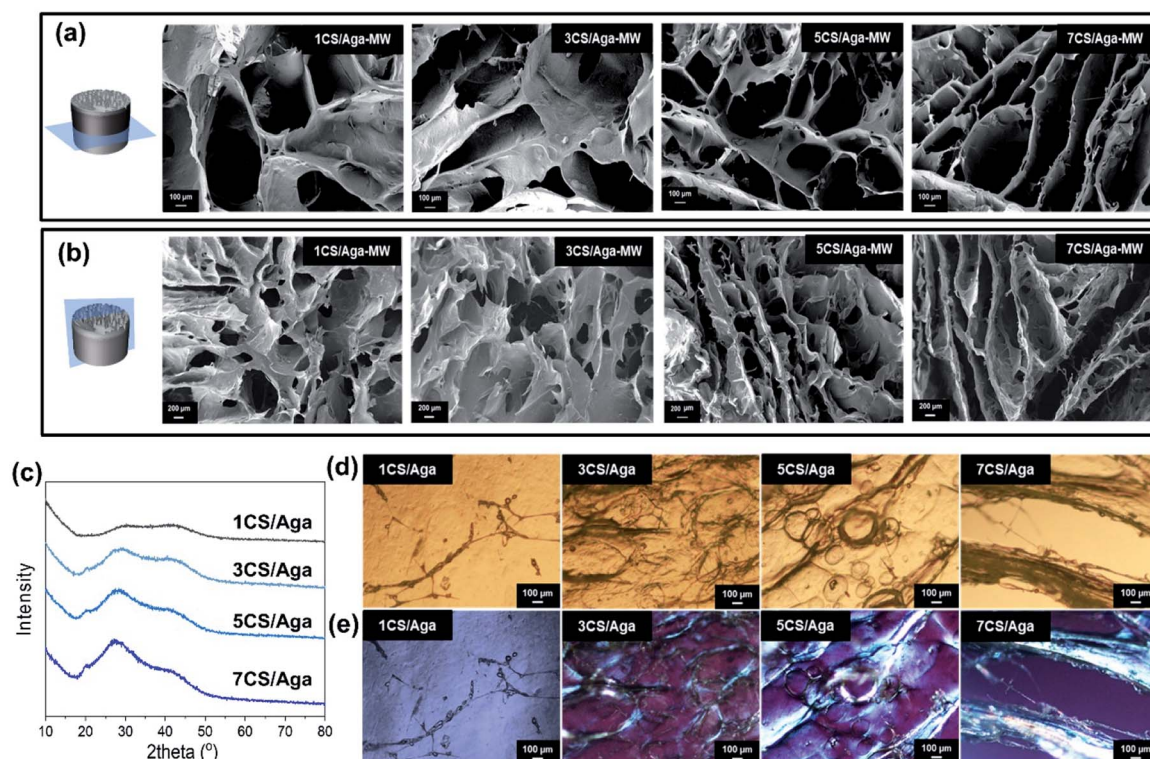 (a)
1CS/Aga-MW
3CS/Aga-MW
5CS/Aga-MW
7CS/Aga-MW
100 µm
100 µm
100 µm
100 µm
(b)
1CS/Aga-MW
3CS/Aga-MW
5CS/Aga-MW
7CS/Aga-MW
200 µm
200 µm
200 µm
200 µm
(c)
Intensity
1CS/Aga
3CS/Aga
5CS/Aga
7CS/Aga
10 20 30 40 50 60 70 80
2theta (°)
(d)
1CS/Aga
3CS/Aga
5CS/Aga
7CS/Aga
100 µm
100 µm
100 µm
100 µm
(e)
1CS/Aga
3CS/Aga
5CS/Aga
7CS/Aga
100 µm
100 µm
100 µm
100 µm